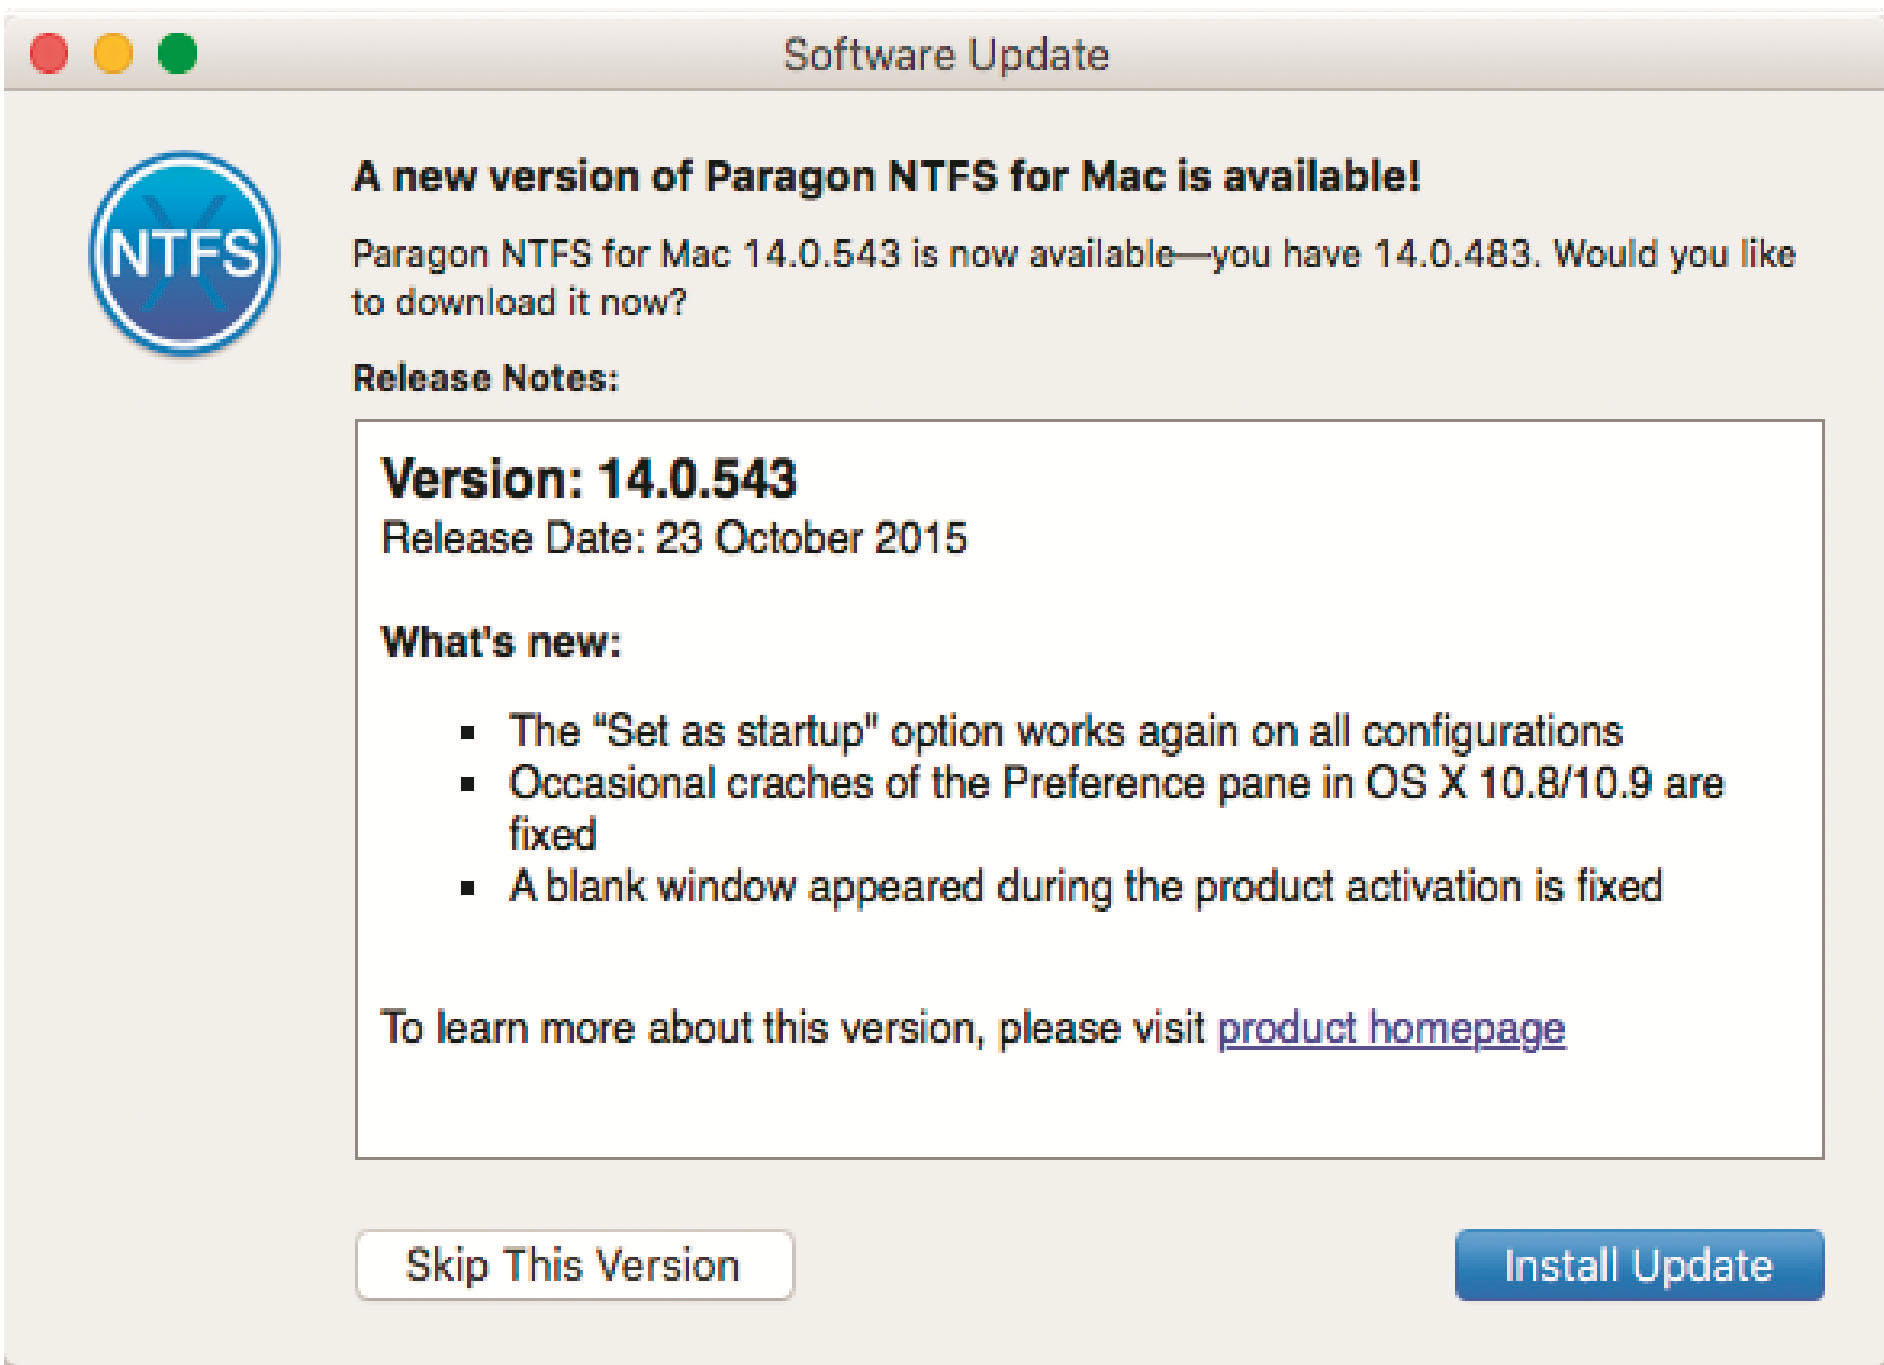 Software Update
NTFS
A new version of Paragon NTFS for Mac is available!
Paragon NTFS for Mac 14.0.543 is now available—you have 14.0.483. Would you like
to download it now?
Release Notes:
Version: 14.0.543
Release Date: 23 October 2015
What's new:
▪ The “Set as startup" option works again on all configurations
▪ Occasional craches of the Preference pane in OS X 10.8/10.9 are
fixed
▪ A blank window appeared during the product activation is fixed
To learn more about this version, please visit product homepage
Skip This Version
Install Update